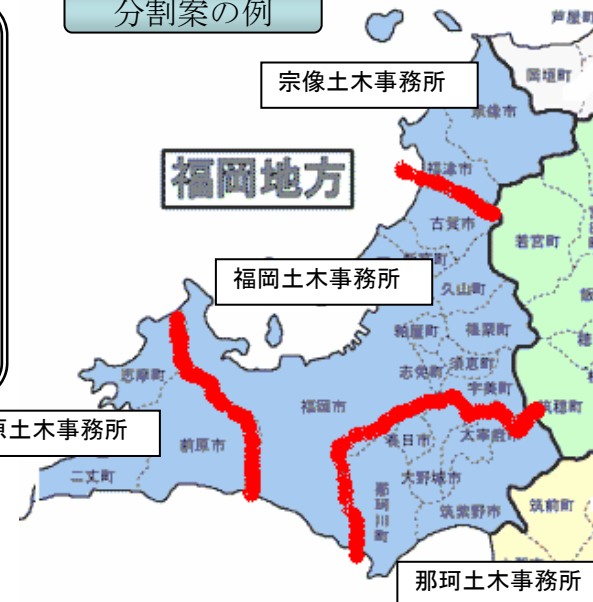 分割案の例
芦屋町
岡垣町
宗像土木事務所
宗像市
福岡地方
福津市
古賀市
若宮町
新宮町
福岡土木事務所
久山町
粕屋町
篠栗町
志免町
須恵町
宇美町
志摩町
福岡市
筑穂町
原土木事務所
前原市
春日市
太宰府市
二丈町
大野城市
那珂川町
筑紫野市
筑前町
那珂土木事務所